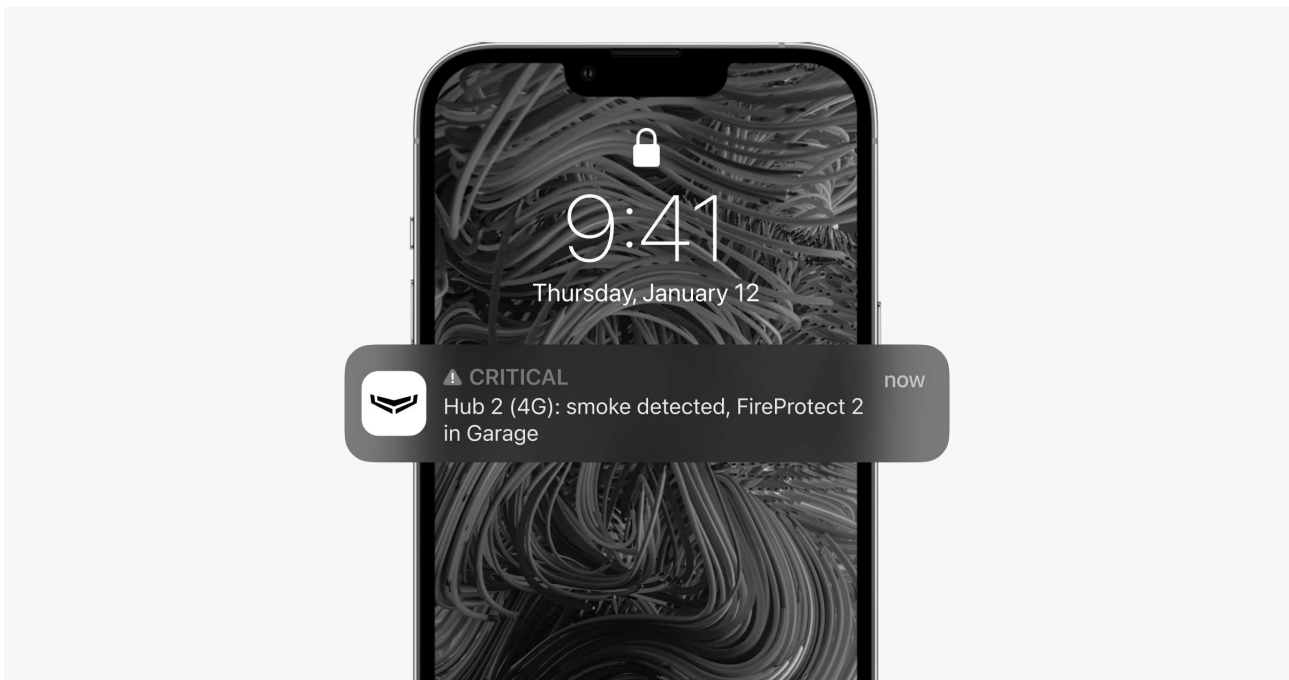 9:41
Thursday, January 12
CRITICAL
now
Hub 2 (4G): smoke detected, FireProtect 2
in Garage